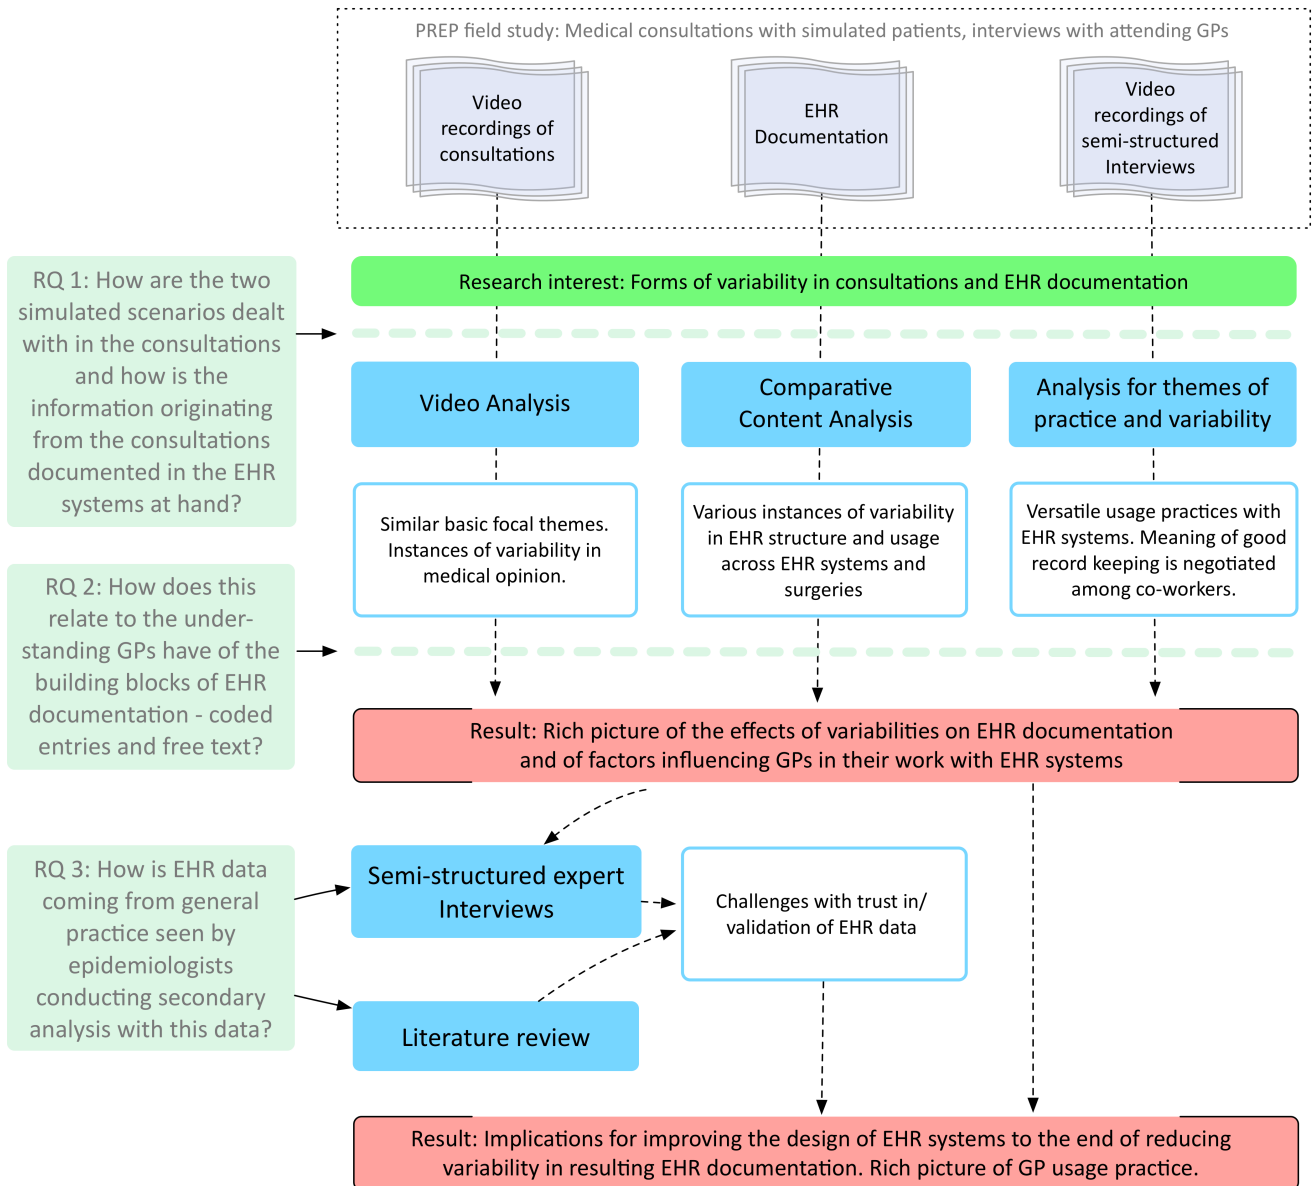 PREP field study: Medical consultations with simulated patients, interviews with attending GPs
Video
recordings of
consultations
EHR
Documentation
Video
recordings of
semi-structured
Interviews
RQ 1: How are the two
simulated scenarios dealt
with in the consultations
and how is the
information originating
from the consultations
documented in the EHR
systems at hand?
Research interest: Forms of variability in consultations and EHR documentation
Video Analysis
Comparative
Content Analysis
Analysis for themes of
practice and variability
Similar basic focal themes.
Instances of variability in
medical opinion.
Various instances of variability
in EHR structure and usage
across EHR systems and
surgeries
Versatile usage practices with
EHR systems. Meaning of good
record keeping is negotiated
among co-workers.
RQ 2: How does this
relate to the under-
standing GPs have of the
building blocks of EHR
documentation - coded
entries and free text?
Result: Rich picture of the effects of variabilities on EHR documentation
and of factors influencing GPs in their work with EHR systems
RQ 3: How is EHR data
coming from general
practice seen by
epidemiologists
conducting secondary
analysis with this data?
Semi-structured expert
Interviews
Challenges with trust in/
validation of EHR data
Literature review
Result: Implications for improving the design of EHR systems to the end of reducing
variability in resulting EHR documentation. Rich picture of GP usage practice.